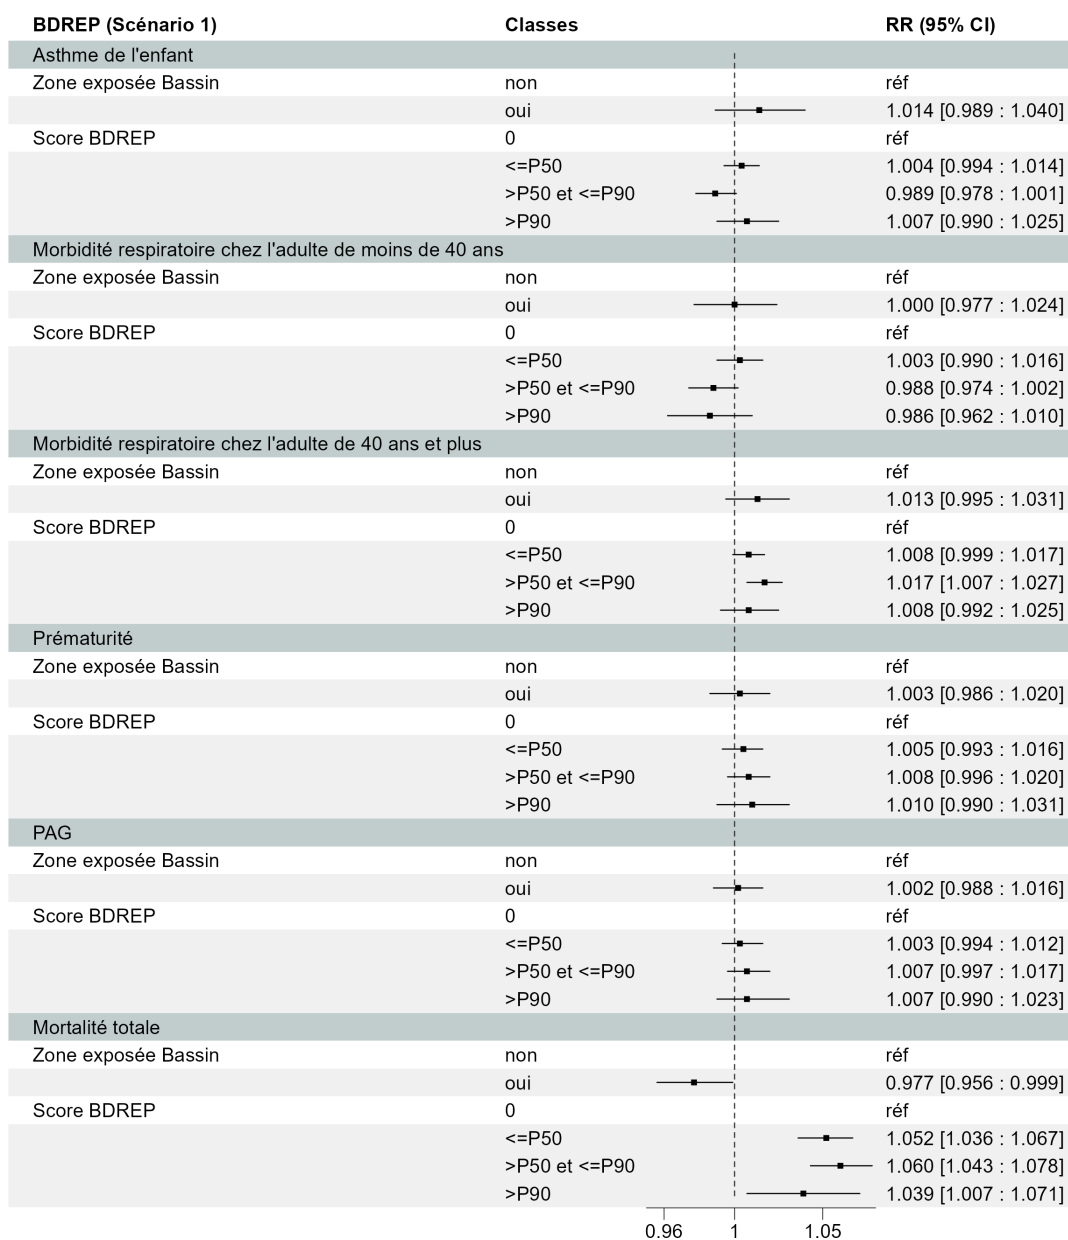 BDREP (Scénario 1) Classes RR (95% CI)
Asthme de l'enfant
Zone exposée Bassin non réf
oui 1.014 [0.989 : 1.040]
Score BDREP 0 réf
<=P50 1.004 [0.994 : 1.014]
>P50 et <=P90 0.989 [0.978 : 1.001]
>P90 1.007 [0.990 : 1.025]
Morbidité respiratoire chez l'adulte de moins de 40 ans
Zone exposée Bassin non réf
oui 1.000 [0.977 : 1.024]
Score BDREP 0 réf
<=P50 1.003 [0.990 : 1.016]
>P50 et <=P90 0.988 [0.974 : 1.002]
>P90 0.986 [0.962 : 1.010]
Morbidité respiratoire chez l'adulte de 40 ans et plus
Zone exposée Bassin non réf
oui 1.013 [0.995 : 1.031]
Score BDREP 0 réf
<=P50 1.008 [0.999 : 1.017]
>P50 et <=P90 1.017 [1.007 : 1.027]
>P90 1.008 [0.992 : 1.025]
Prématurité
Zone exposée Bassin non réf
oui 1.003 [0.986 : 1.020]
Score BDREP 0 réf
<=P50 1.005 [0.993 : 1.016]
>P50 et <=P90 1.008 [0.996 : 1.020]
>P90 1.010 [0.990 : 1.031]
PAG
Zone exposée Bassin non réf
oui 1.002 [0.988 : 1.016]
Score BDREP 0 réf
<=P50 1.003 [0.994 : 1.012]
>P50 et <=P90 1.007 [0.997 : 1.017]
>P90 1.007 [0.990 : 1.023]
Mortalité totale
Zone exposée Bassin non réf
oui 0.977 [0.956 : 0.999]
Score BDREP 0 réf
<=P50 1.052 [1.036 : 1.067]
>P50 et <=P90 1.060 [1.043 : 1.078]
>P90 1.039 [1.007 : 1.071]
0.96 1 1.05